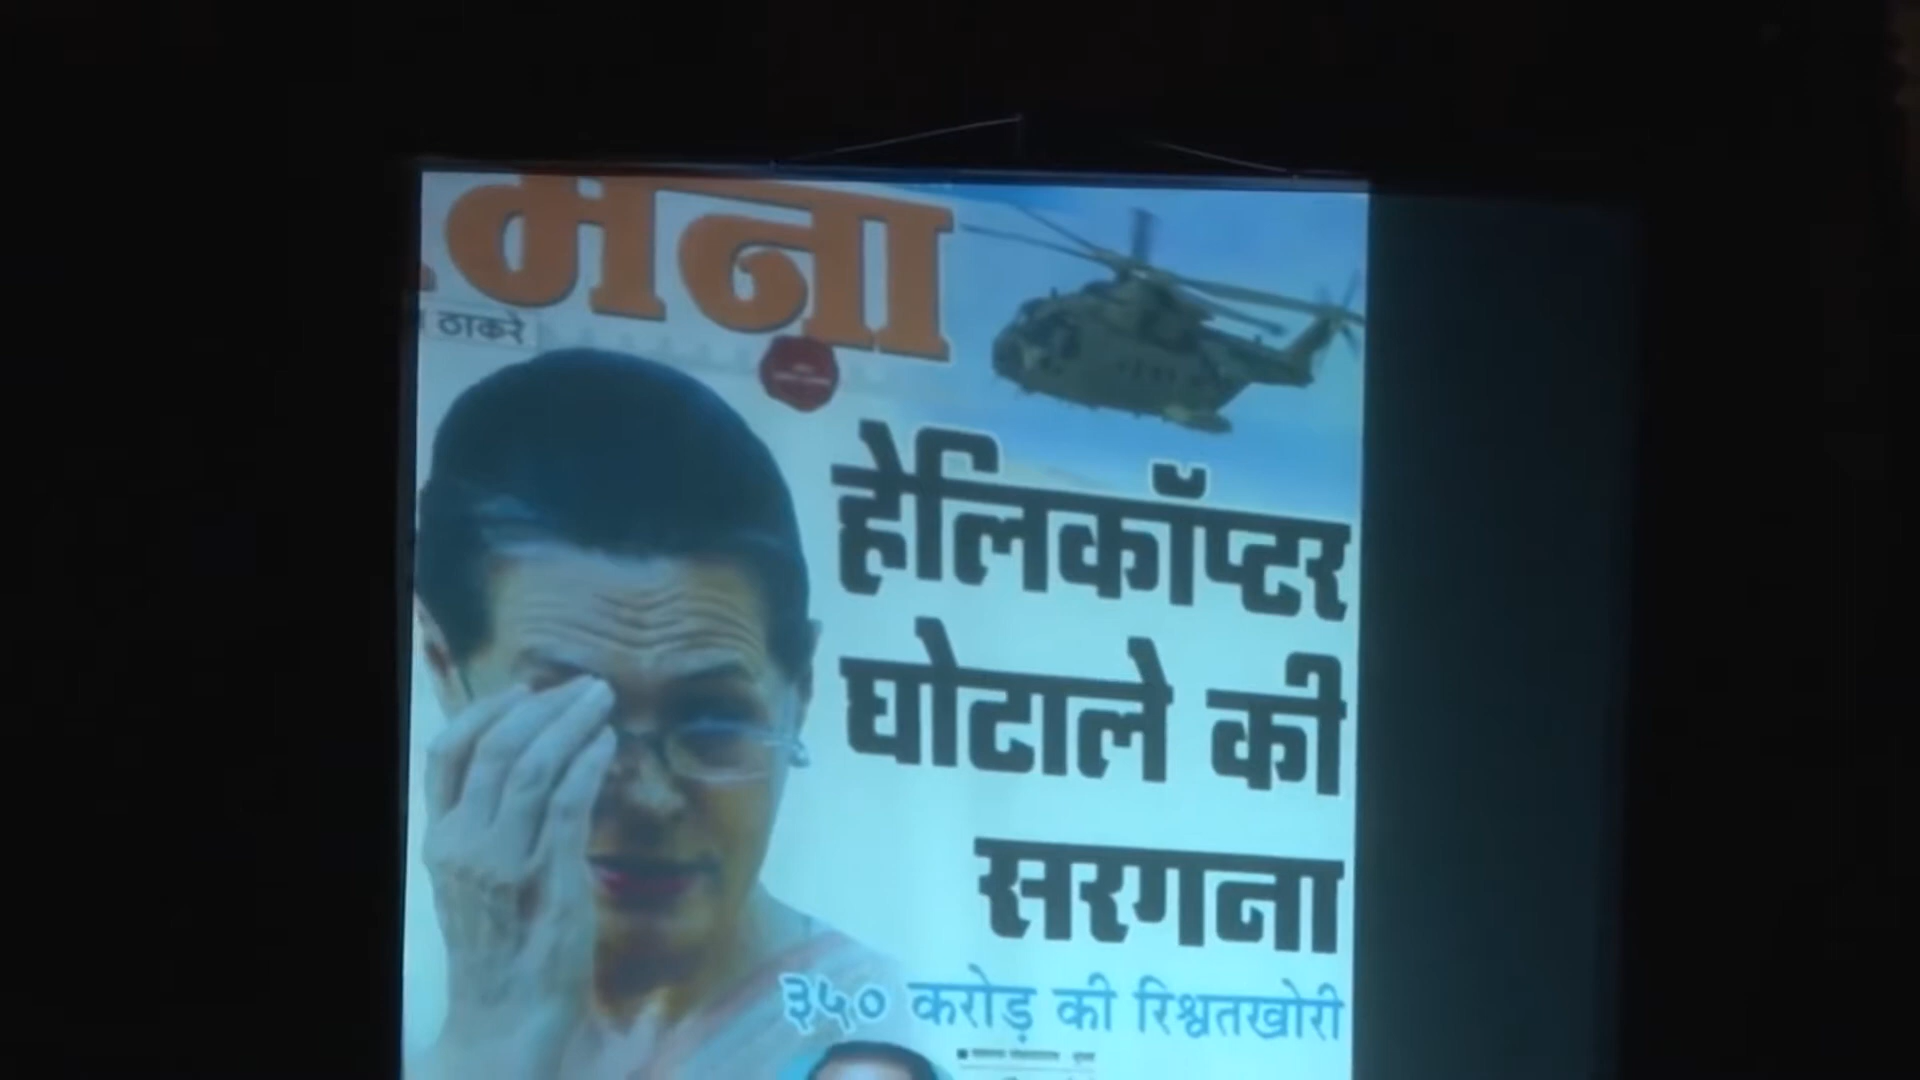 मना
ठाकरे
हेलिकॉप्टर
घोटाले की
सरगना
३५० करोड़ की रिश्वतखोरी